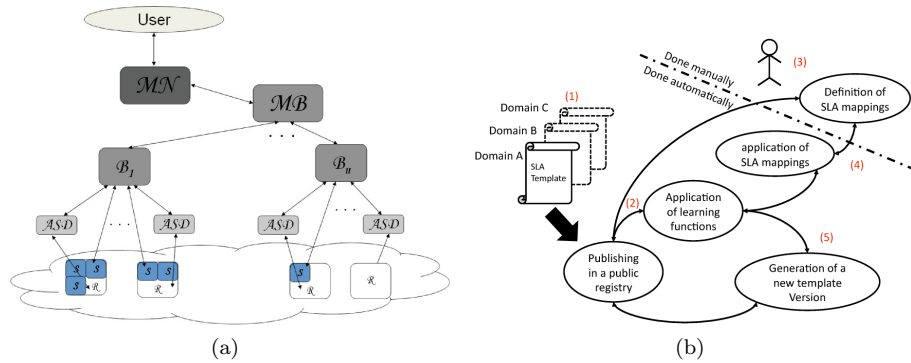 User
MN
MB
. . .
B1
Bn
ASD
. . .
ASD
ASD
. . .
ASD
S
S
S
R
S
S
R
S
R
R
(a)
(3)
Done manually
Done automatically
Definition of
SLA mappings
(1)
Domain C
Domain B
Domain A
SLA
Template
application of
SLA mappings
(4)
(2)
Application
of learning
functions
(5)
Publishing
in a public
registry
Generation of a
new template
Version
(b)